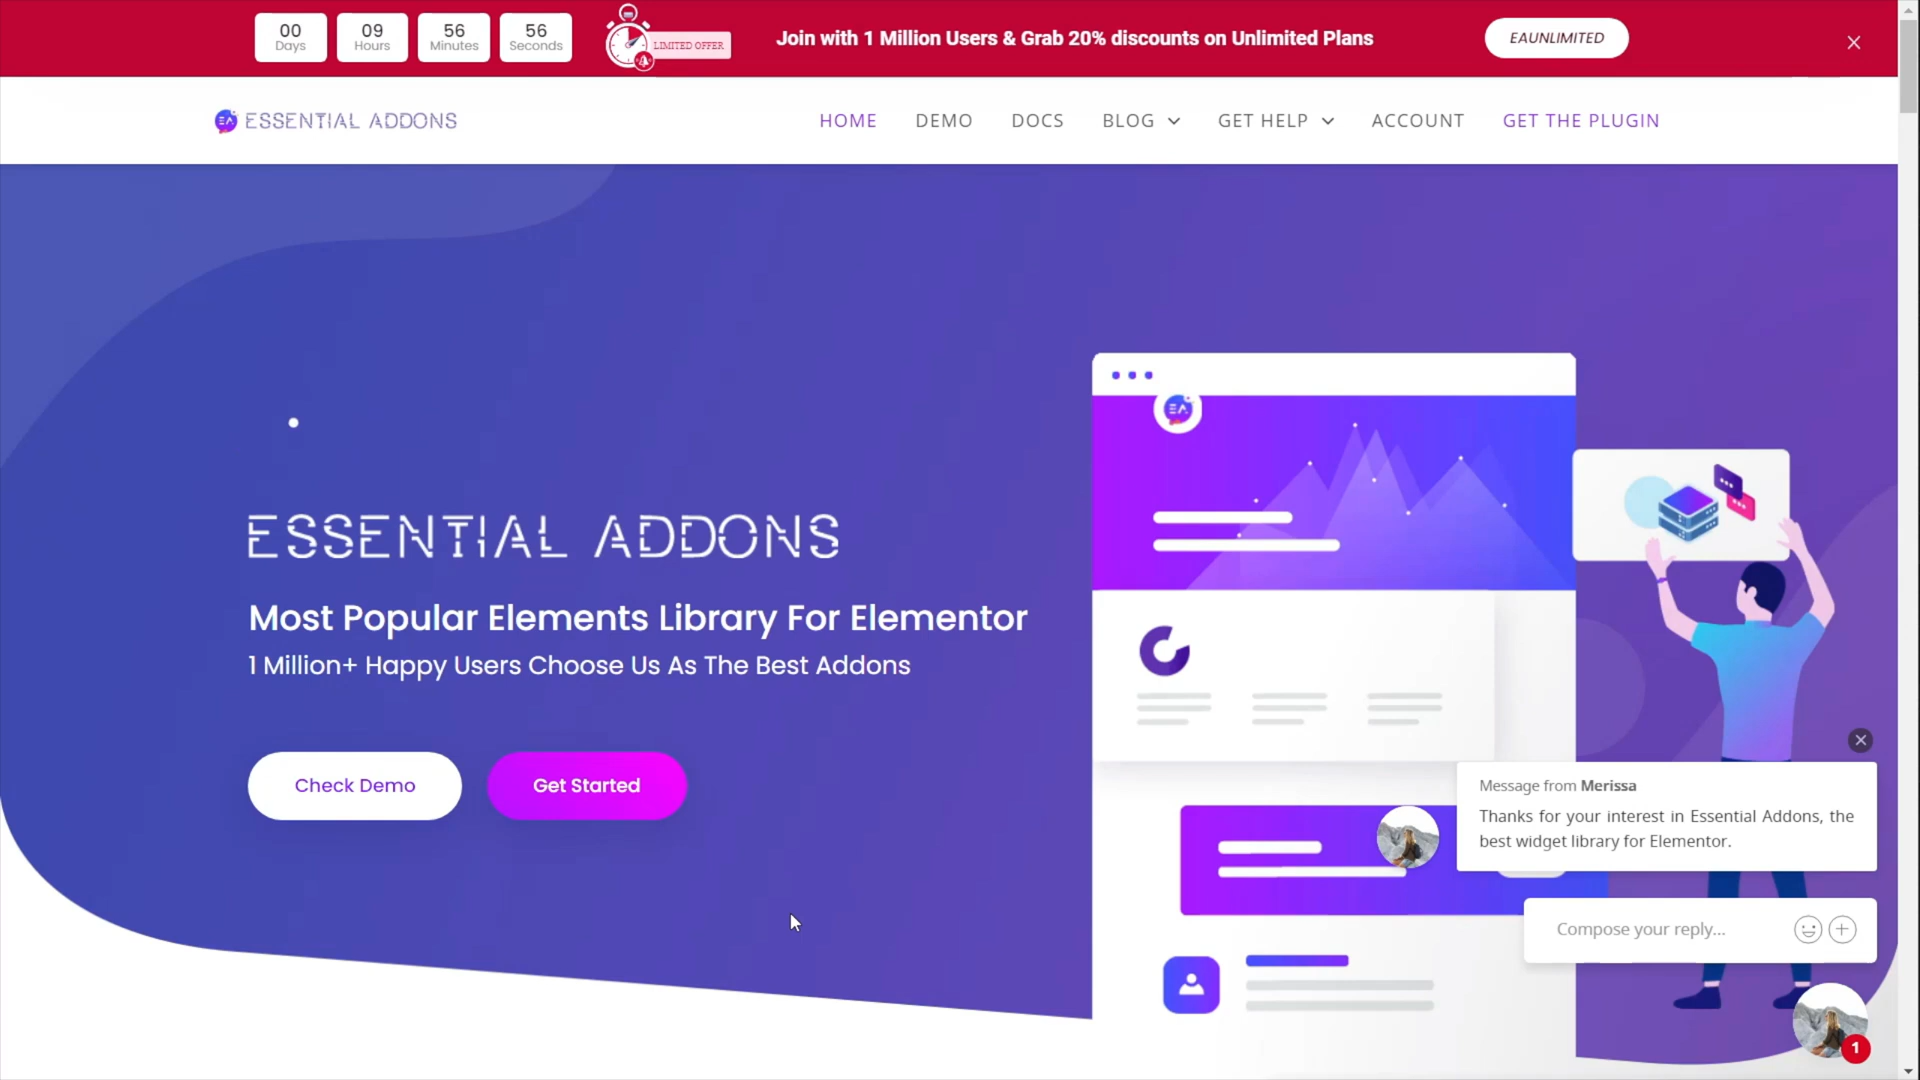 00 09 56 56
Days Hours Minutes Seconds
LIMITED OFFER
Join with 1 Million Users & Grab 20% discounts on Unlimited Plans
EAUNLIMITED
EA ESSENTIAL ADDONS
HOME DEMO DOCS BLOG GET HELP ACCOUNT GET THE PLUGIN
EA
ESSENTIAL ADDONS
Most Popular Elements Library For Elementor
1 Million+ Happy Users Choose Us As The Best Addons
Check Demo Get Started
Message from Merissa
Thanks for your interest in Essential Addons, the
best widget library for Elementor.
Compose your reply...
1